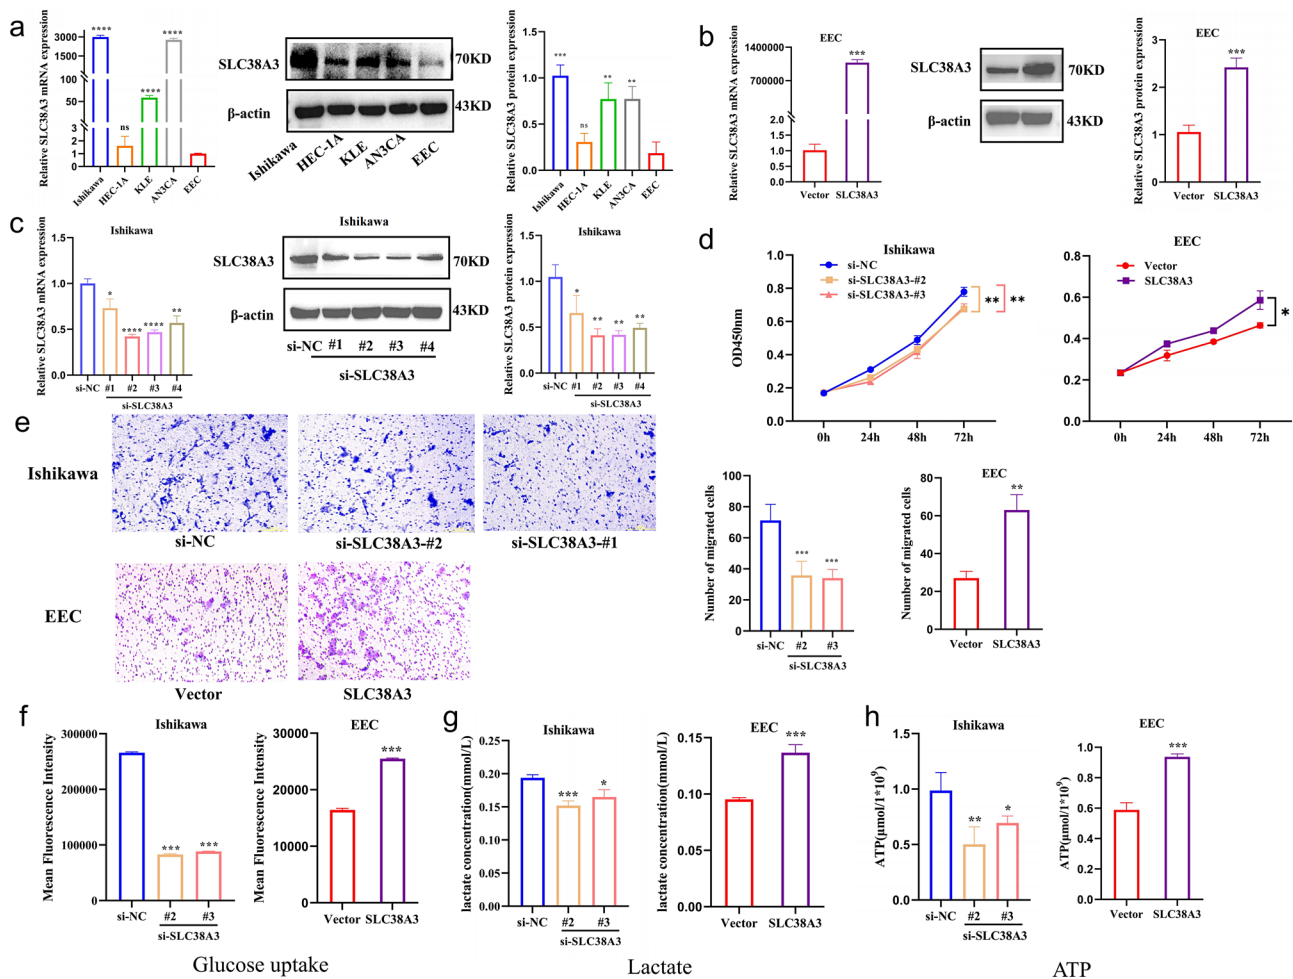 a
Relative SLC38A3 mRNA expression
3000
1500
100
50
2
1
0
****
ns
****
****
Ishikawa
HEC-1A
KLE
AN3CA
EEC
SLC38A3
70KD
β-actin
43KD
Ishikawa
HEC-1A
KLE
AN3CA
EEC
Relative SLC38A3 protein expression
1.5
1.0
0.5
0.0
***
ns
**
**
Ishikawa
HEC-1A
KLE
AN3CA
EEC
b
EEC
Relative SLC38A3 mRNA expression
1400000
700000
2.0
1.5
1.0
0.5
0.0
***
Vector
SLC38A3
SLC38A3
70KD
β-actin
43KD
EEC
Relative SLC38A3 protein expression
3
2
1
0
***
Vector
SLC38A3
c
Ishikawa
Relative SLC38A3 mRNA expression
1.5
1.0
0.5
0.0
*
****
****
**
si-NC
#1
#2
#3
#4
si-SLC38A3
Ishikawa
SLC38A3
70KD
β-actin
43KD
si-NC #1 #2 #3 #4
si-SLC38A3
Ishikawa
Relative SLC38A3 protein expression
1.5
1.0
0.5
0.0
*
**
**
**
si-NC
#1
#2
#3
#4
si-SLC38A3
d
Ishikawa
si-NC
si-SLC38A3-#2
si-SLC38A3-#3
OD450nm
1.0
0.8
0.6
0.4
0.2
0.0
** **
0h 24h 48h 72h
EEC
Vector
SLC38A3
0.8
0.6
0.4
0.2
0.0
*
0h 24h 48h 72h
e
Ishikawa
si-NC
si-SLC38A3-#2
si-SLC38A3-#1
EEC
Vector
SLC38A3
Number of migrated cells
100
80
60
40
20
0
***
***
si-NC
#2
#3
si-SLC38A3
EEC
Number of migrated cells
80
60
40
20
0
**
Vector
SLC38A3
f
Ishikawa
Mean Fluorescence Intensity
300000
200000
100000
0
***
***
si-NC
#2
#3
si-SLC38A3
EEC
Mean Fluorescence Intensity
30000
20000
10000
0
***
Vector SLC38A3
Glucose uptake
g
Ishikawa
lactate concentration(mmol/L)
0.25
0.20
0.15
0.10
0.05
0.00
***
*
si-NC
#2
#3
si-SLC38A3
EEC
lactate concentration(mmol/L)
0.15
0.10
0.05
0.00
***
Vector
SLC38A3
Lactate
h
Ishikawa
ATP(μmol/1*10⁹)
1.5
1.0
0.5
0.0
**
*
si-NC
#2
#3
si-SLC38A3
EEC
ATP(μmol/1*10⁹)
1.0
0.8
0.6
0.4
0.2
0.0
***
Vector
SLC38A3
ATP